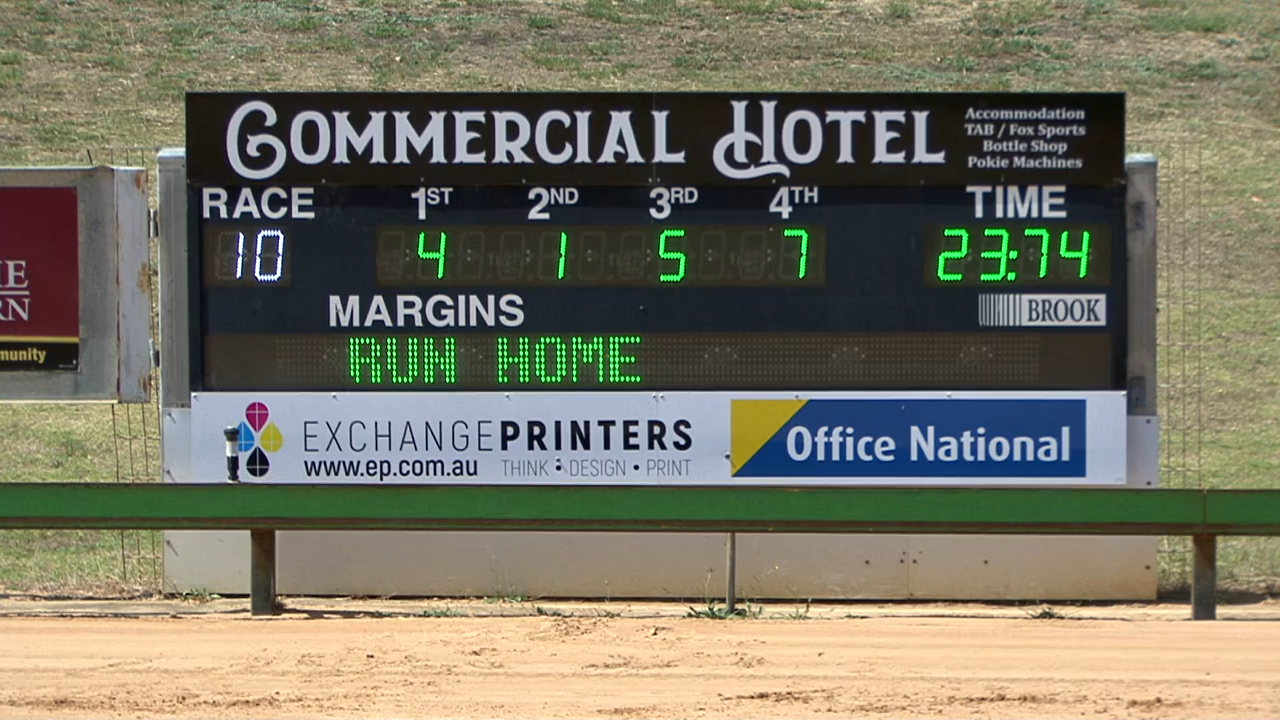 COMMERCIAL HOTEL
Accommodation
TAB / Fox Sports
Bottle Shop
Pokie Machines
RACE 1ST 2ND 3RD 4TH TIME
10 4 1 5 7 23:74
MARGINS
BROOK
RUN HOME
EXCHANGEPRINTERS
www.ep.com.au THINK • DESIGN • PRINT
Office National